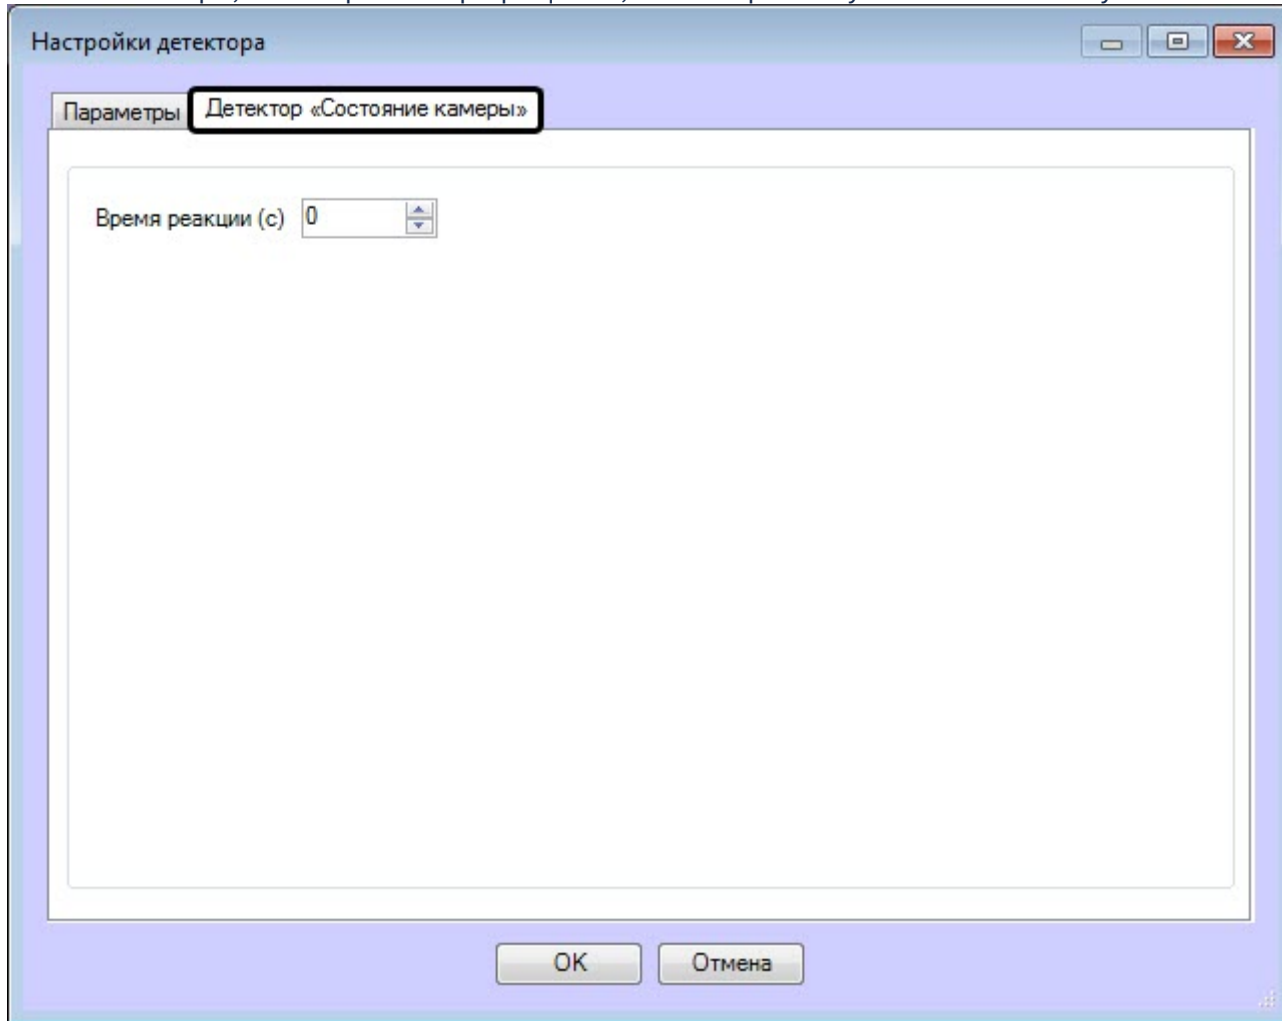 Настройки детектора
Параметры
Детектор «Состояние камеры»
Время реакции (с) 0
OK
Отмена